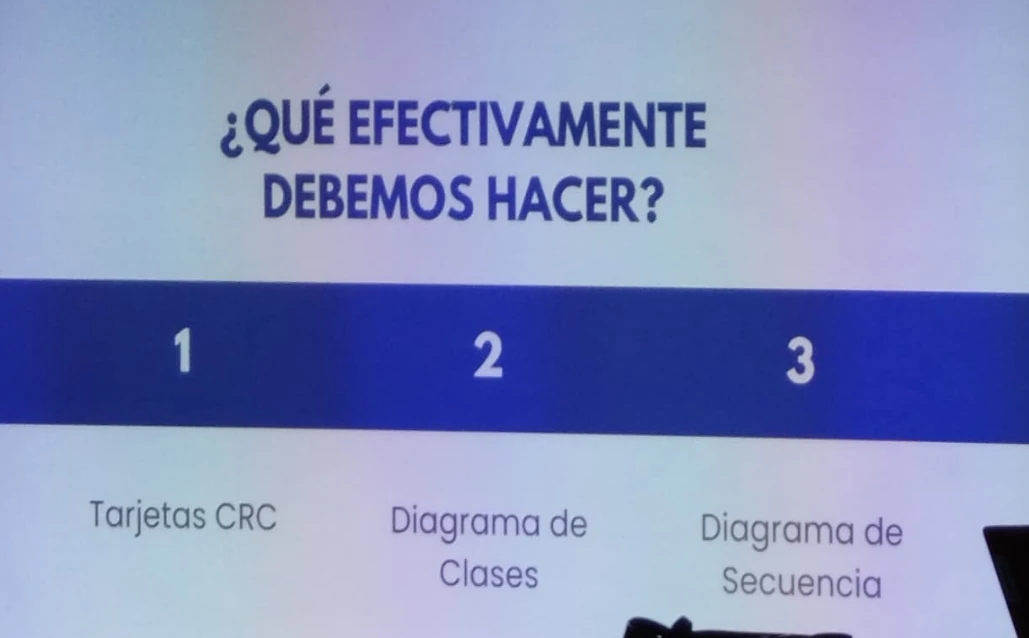 ¿QUÉ EFECTIVAMENTE
DEBEMOS HACER?
1
2
3
Tarjetas CRC
Diagrama de
Clases
Diagrama de
Secuencia